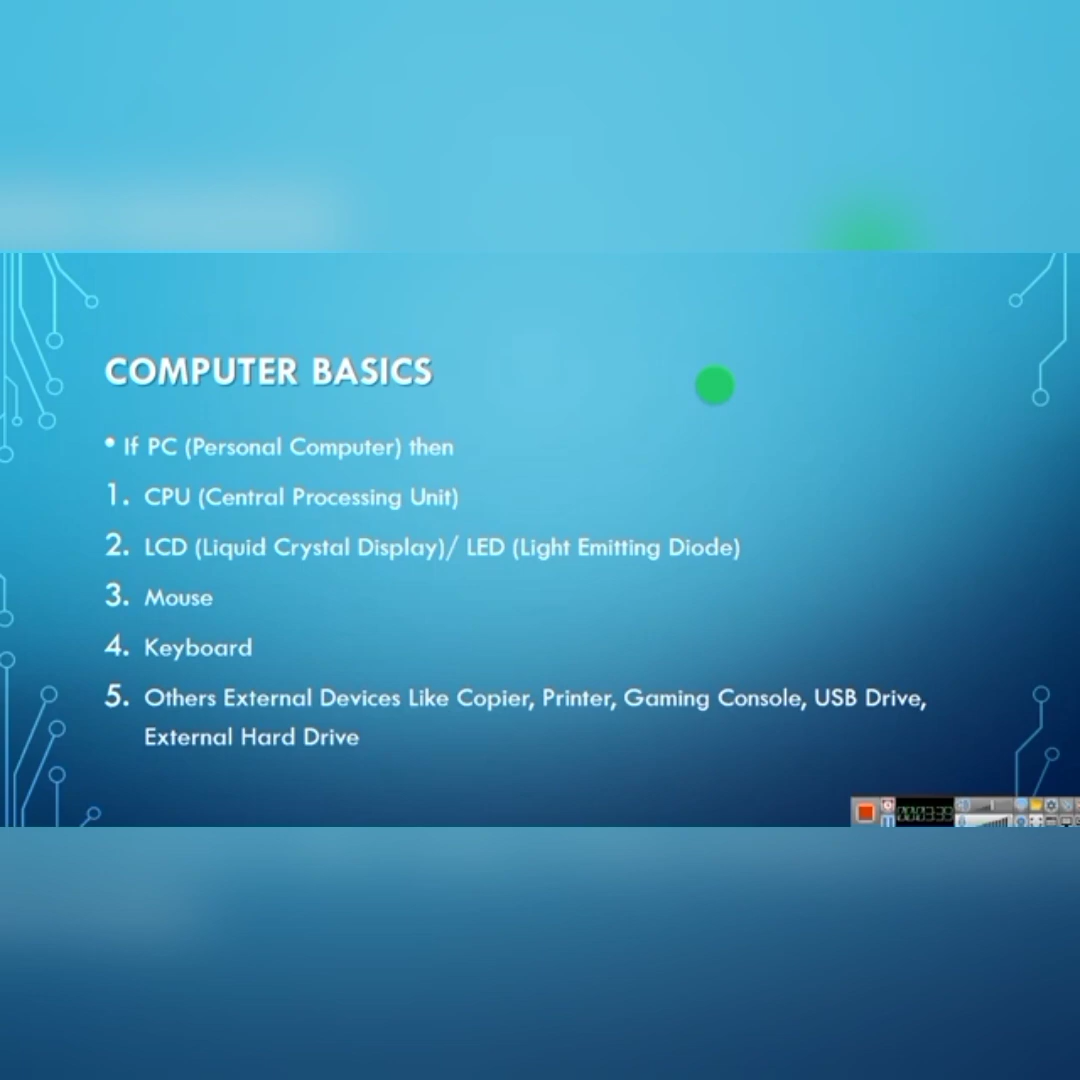 COMPUTER BASICS
• If PC (Personal Computer) then
1. CPU (Central Processing Unit)
2. LCD (Liquid Crystal Display)/ LED (Light Emitting Diode)
3. Mouse
4. Keyboard
5. Others External Devices Like Copier, Printer, Gaming Console, USB Drive,
External Hard Drive